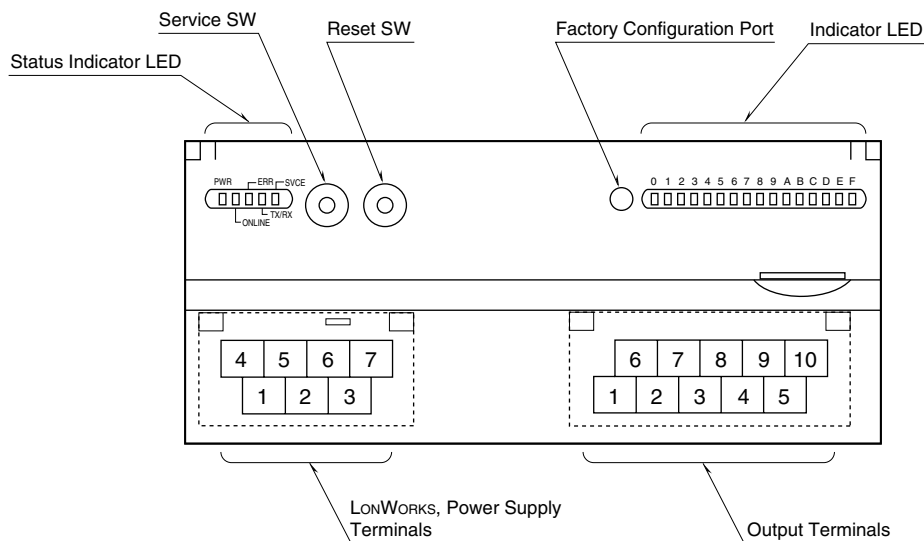 Service SW
Reset SW
Factory Configuration Port
Indicator LED
Status Indicator LED
PWR ERR SVCE
ONLINE TX/RX
0 1 2 3 4 5 6 7 8 9 A B C D E F
4 5 6 7
1 2 3
6 7 8 9 10
1 2 3 4 5
LONWORKS, Power Supply
Terminals
Output Terminals